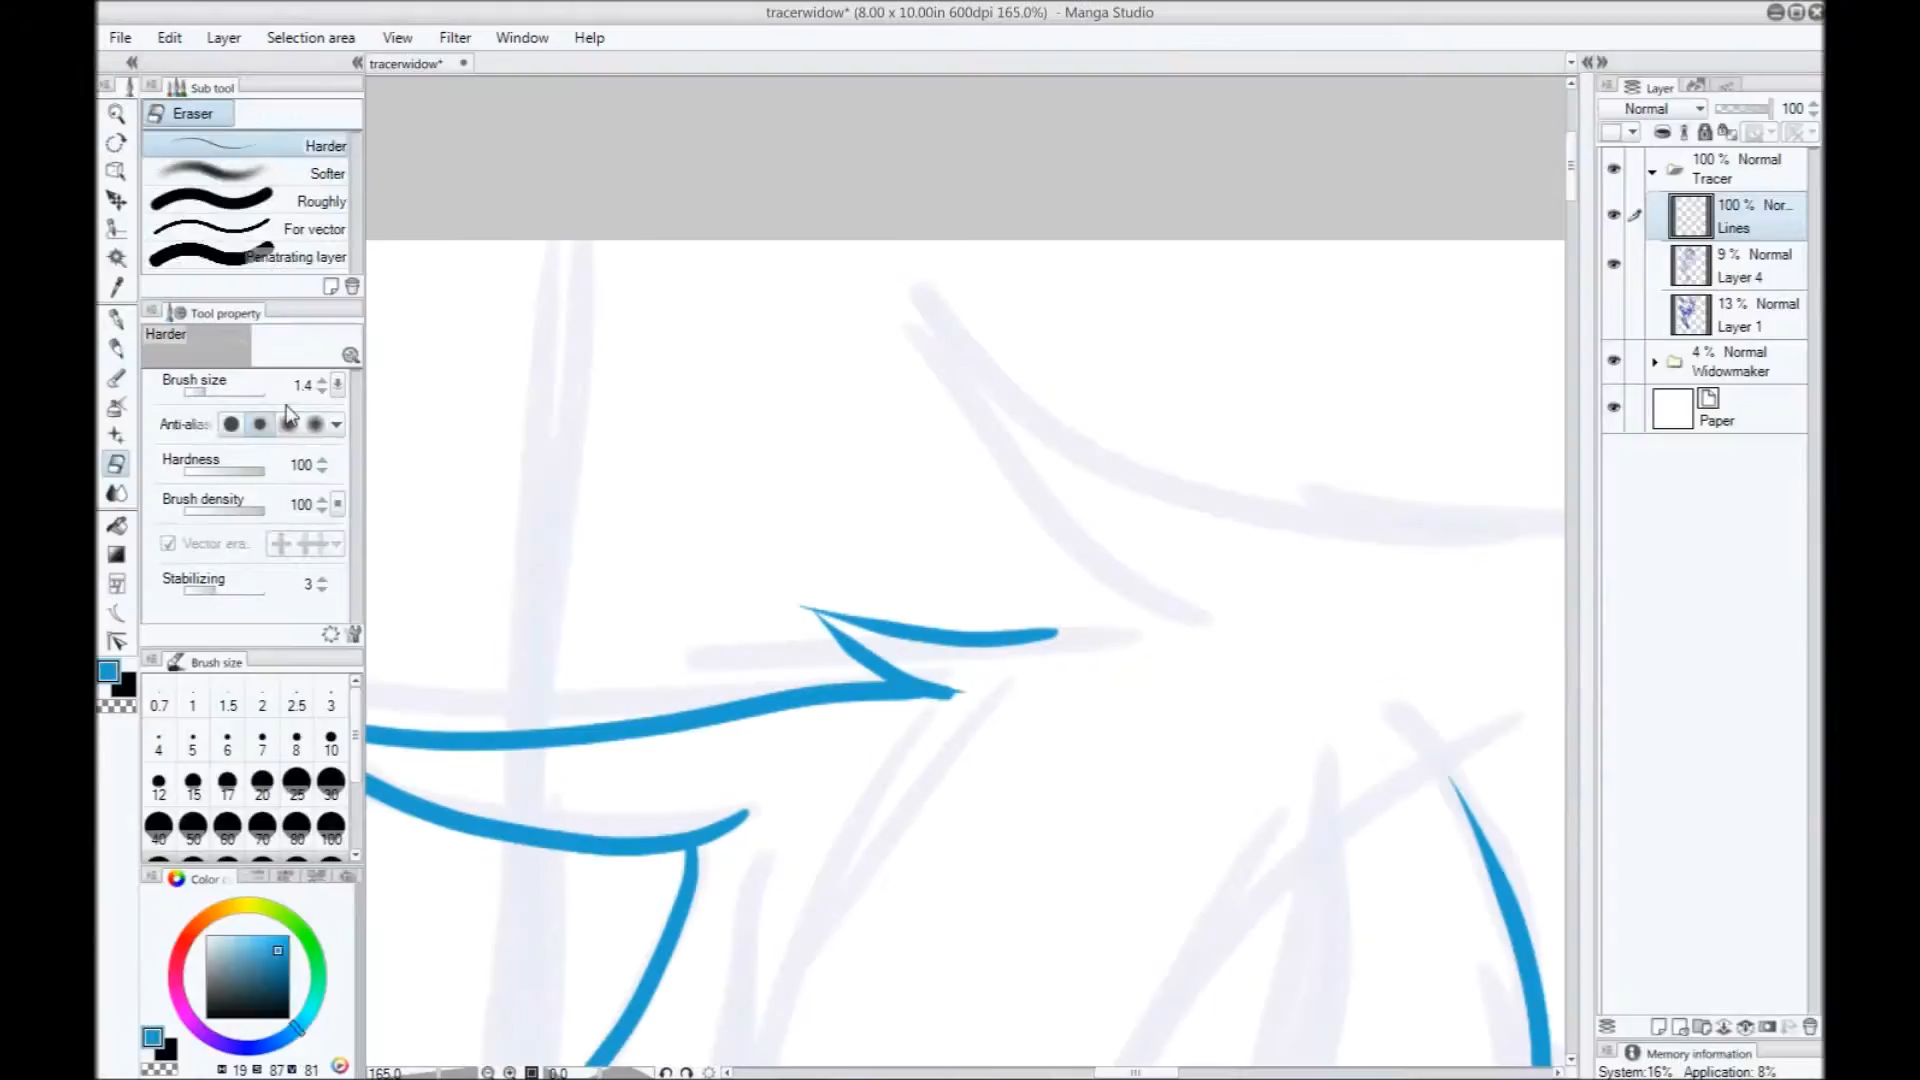 tracerwidow* (8.00 x 10.00in 600dpi 165.0%) - Manga Studio
File Edit Layer Selection area View Filter Window Help
tracerwidow*
Sub tool
Eraser
Harder
Softer
Roughly
For vector
Penatrating layer
Tool property
Harder
Brush size 1.4
Anti-alias
Hardness 100
Brush density 100
Vector era.
Stabilizing 3
Brush size
0.7 1 1.5 2 2.5 3
4 5 6 7 8 10
12 15 17 20 25 30
40 50 60 70 80 100
Color c
H 19 S 87 V 81
165.0 0.0
Layer
Normal 100
100 % Normal
Tracer
100 % Nor...
Lines
9 % Normal
Layer 4
13 % Normal
Layer 1
4 % Normal
Widowmaker
Paper
Memory information
System:16% Application: 8%